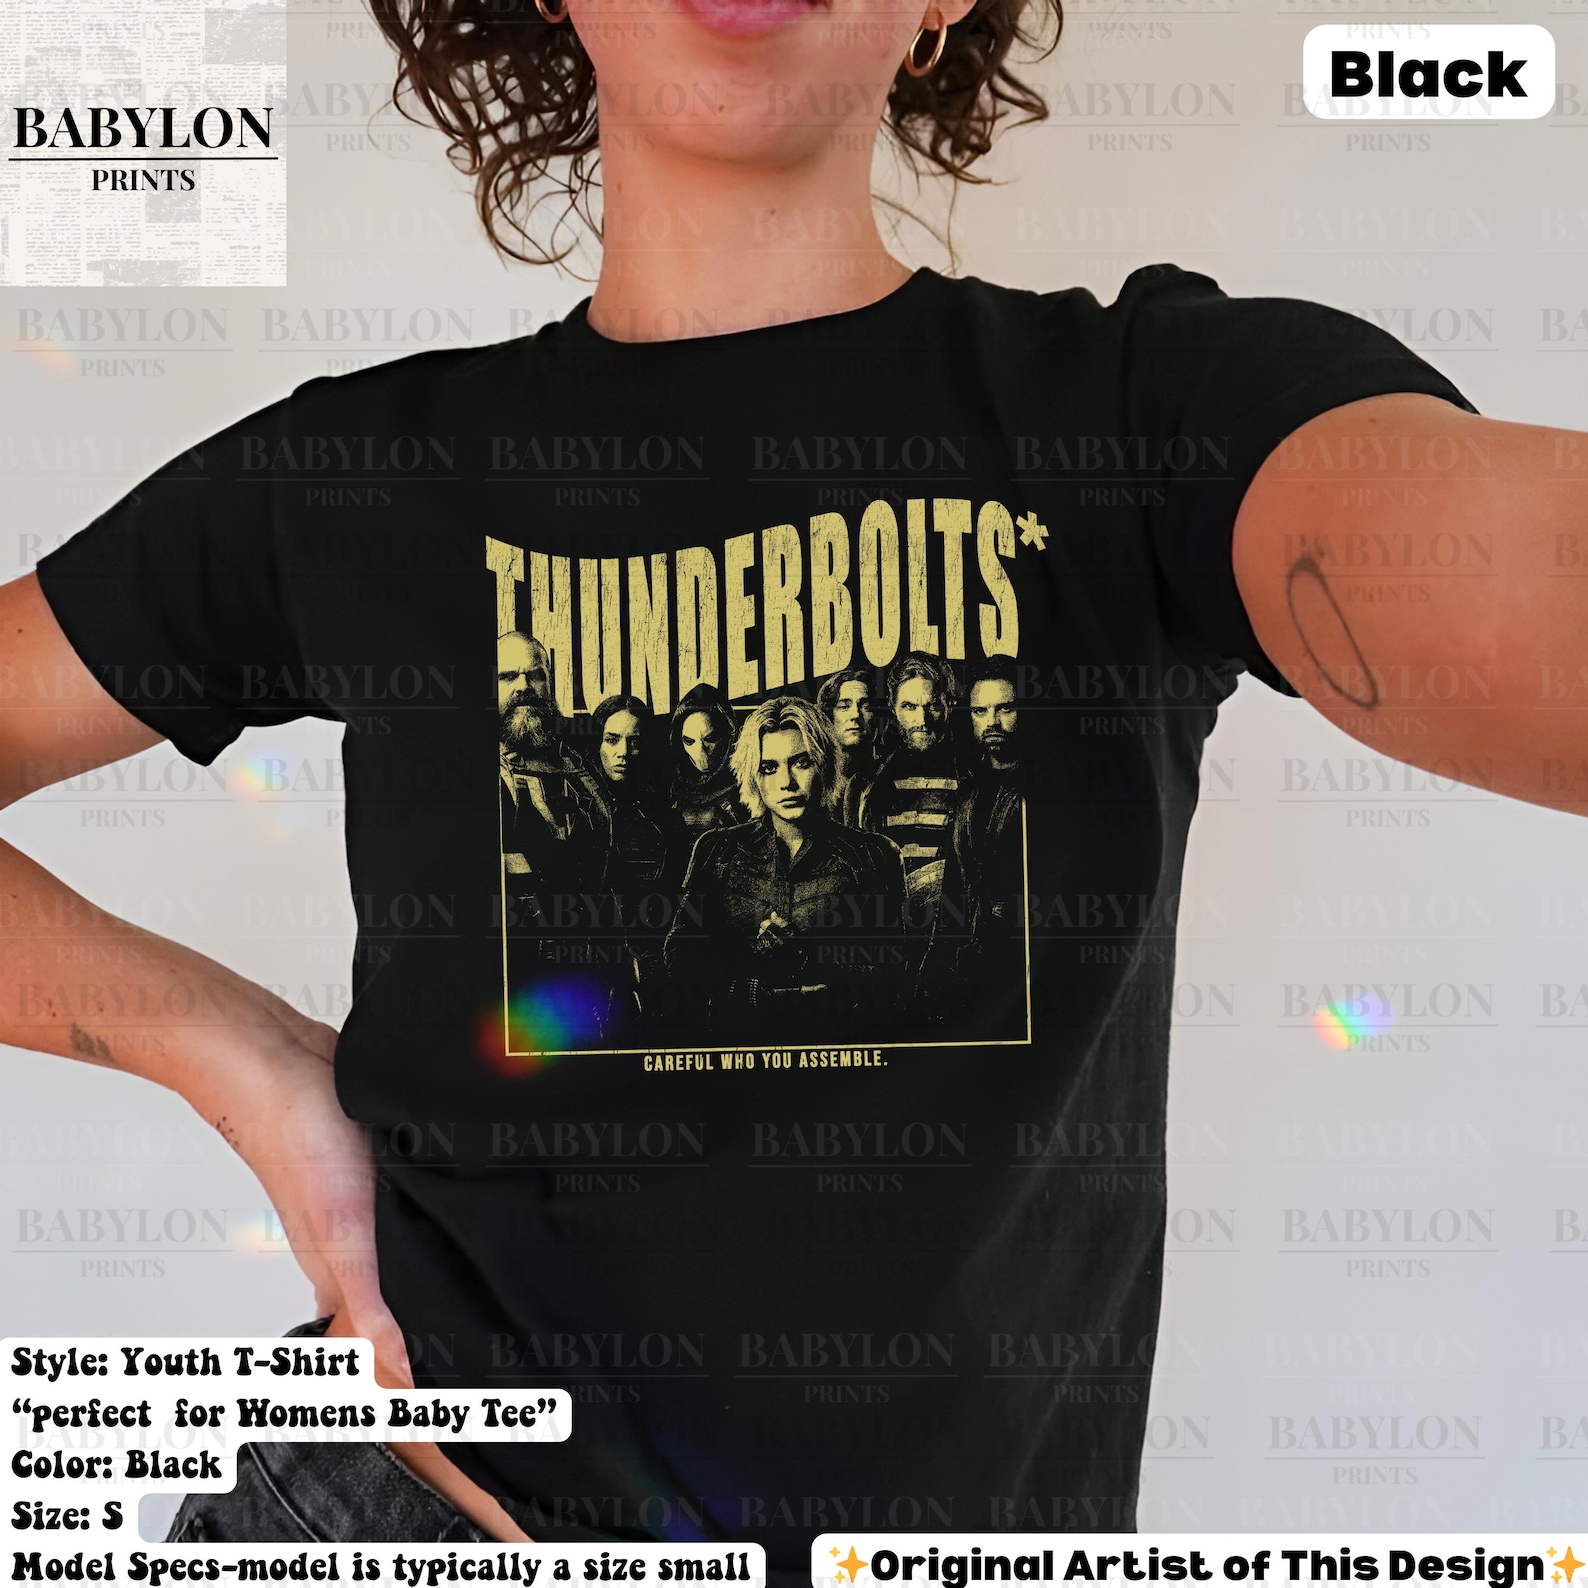 BABYLON
PRINTS
Black
THUNDERBOLTS*
CAREFUL WHO YOU ASSEMBLE.
Style: Youth T-Shirt
“perfect for Womens Baby Tee”
Color: Black
Size: S
Model Specs-model is typically a size small
✨Original Artist of This Design✨